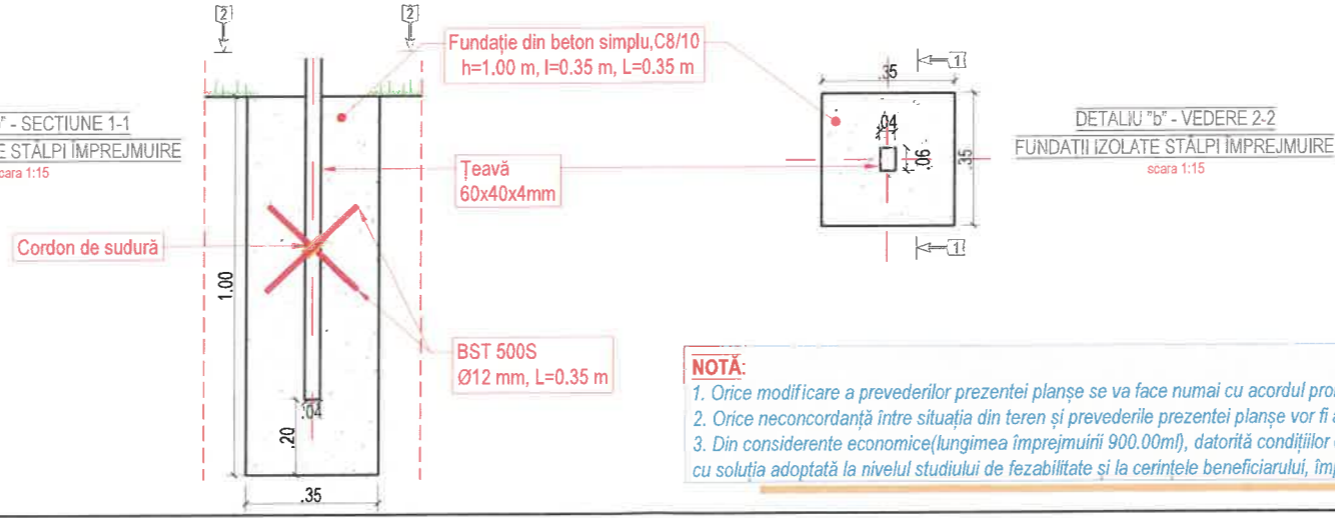 2
2
1
Fundație din beton simplu,C8/10
h=1.00 m, l=0.35 m, L=0.35 m
.35
" - SECTIUNE 1-1
E STÂLPI ÎMPREJMUIRE
scara 1:15
DETALIU "b" - VEDERE 2-2
FUNDATII IZOLATE STÂLPI ÎMPREJMUIRE
scara 1:15
.04
.06
.35
Țeavă
60x40x4mm
Cordon de sudură
1
1.00
BST 500S
Ø12 mm, L=0.35 m
.04
.20
.35
NOTĂ:
1. Orice modificare a prevederilor prezentei planșe se va face numai cu acordul
2. Orice neconcordanță între situația din teren și prevederile prezentei planșe vor fi
3. Din considerente economice(lungimea împrejmuirii 900.00ml), datorită condițiilor
cu soluția adoptată la nivelul studiului de fezabilitate și la cerințele beneficiarului,